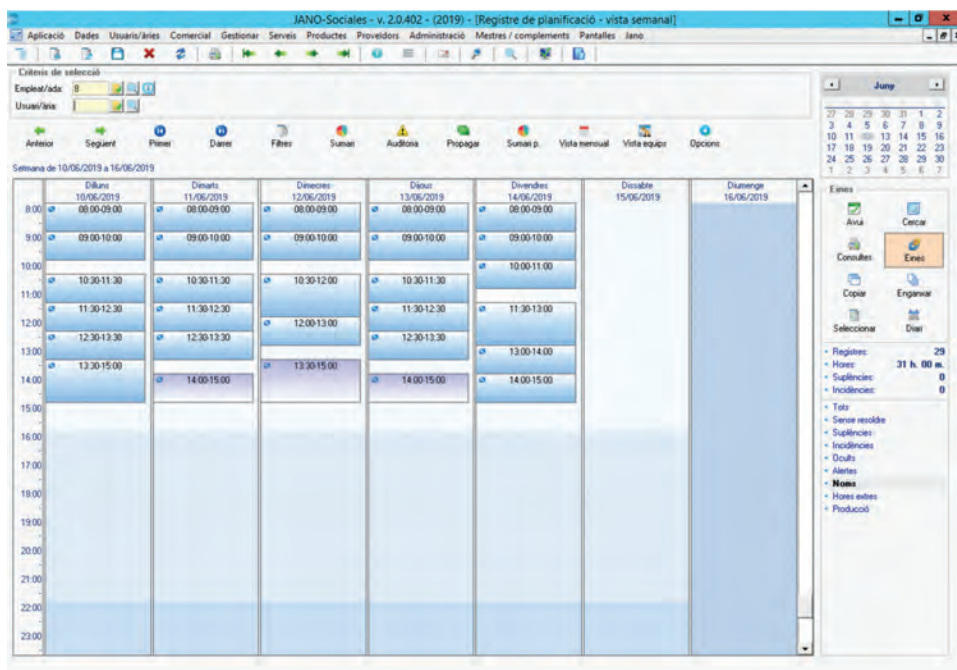 JANO-Sociales - v. 2.0.402 - (2019) - [Registre de planificació - vista semanal]
Aplicació Dades Usuaris/àries Comercial Gestionar Serveis Productes Proveïdors Administració Mestres / complements Pantalles Jano
Criteris de selecció
Empleat/ada: 8
Usuari/ària:
Anterior Següent Primer Darrer Filtres Sumari Auditoria Propagar Sumari p. Vista mensual Vista equips Opcions
Semana de 10/06/2019 a 16/06/2019
Dilluns Dimarts Dimecres Dijous Divendres Dissabte Diumenge
10/06/2019 11/06/2019 12/06/2019 13/06/2019 14/06/2019 15/06/2019 16/06/2019
8:00 08:00-09:00 08:00-09:00 08:00-09:00 08:00-09:00 08:00-09:00
9:00 09:00-10:00 09:00-10:00 09:00-10:00 09:00-10:00 09:00-10:00
10:00 10:00-11:00
10:30-11:30 10:30-11:30 10:30-12:00 10:30-11:30
11:00
11:30-12:30 11:30-12:30 11:30-12:30 11:30-13:00
12:00 12:00-13:00
12:30-13:30 12:30-13:30 12:30-13:30
13:00 13:00-14:00
13:30-15:00 13:30-15:00
14:00 14:00-15:00 14:00-15:00 14:00-15:00
15:00
16:00
17:00
18:00
19:00
20:00
21:00
22:00
23:00
Juny
27 28 29 30 31 1 2
3 4 5 6 7 8 9
10 11 13 14 15 16
17 18 19 20 21 22 23
24 25 26 27 28 29 30
1 2 3 4 5 6 7
Eines
Avui Cercar
Consultes Eines
Copiar Enganxar
Seleccionar Diari
Registres: 29
Hores: 31 h. 00 m.
Suplències: 0
Incidències: 0
Tots
Sense resoldre
Suplències
Incidències
Ocults
Alertes
Noms
Hores extres
Producció